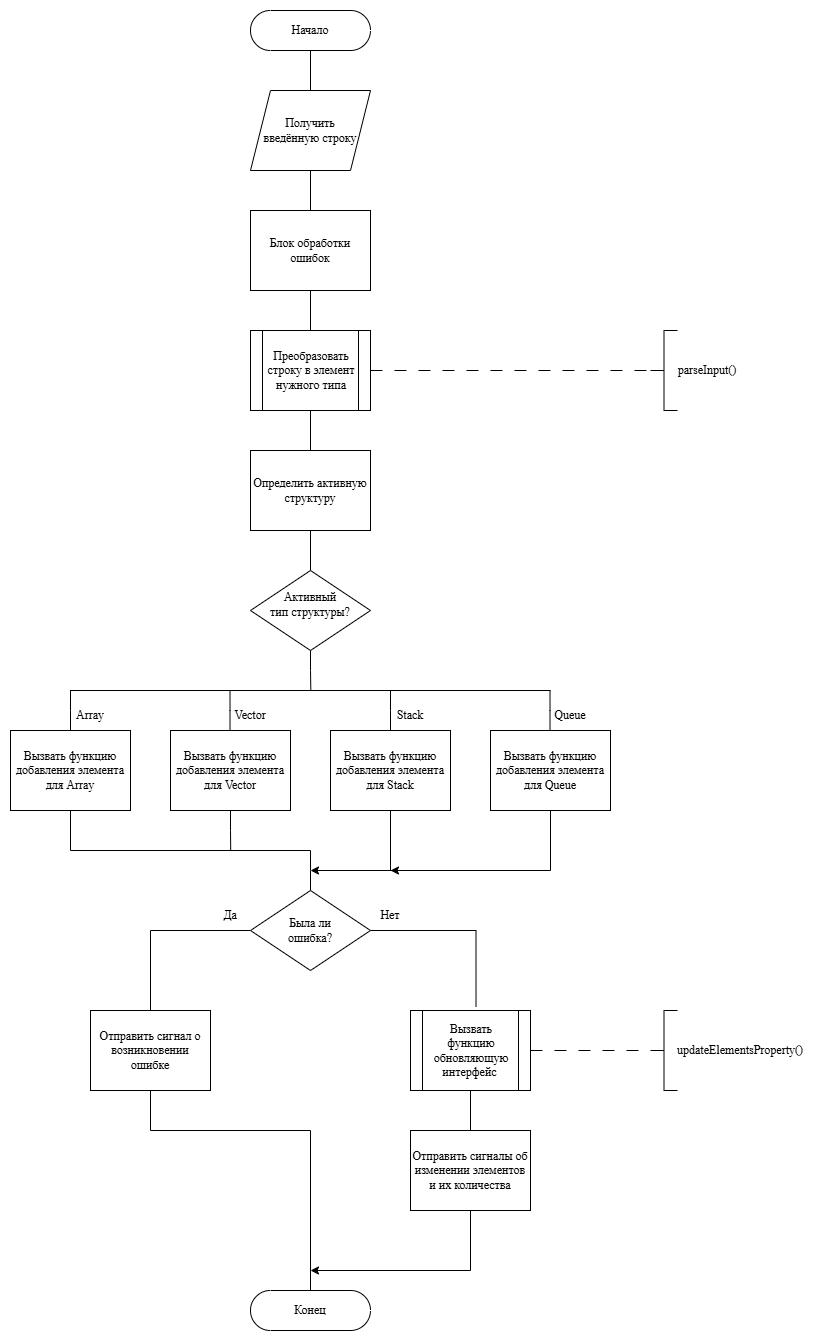 Начало
Получить
введённую строку
Блок обработки
ошибок
Преобразовать
строку в элемент
нужного типа
parseInput()
Определить активную
структуру
Активный
тип структуры?
Array
Vector
Stack
Queue
Вызвать функцию
добавления элемента
для Array
Вызвать функцию
добавления элемента
для Vector
Вызвать функцию
добавления элемента
для Stack
Вызвать функцию
добавления элемента
для Queue
Да
Была ли
ошибка?
Нет
Отправить сигнал о
возникновении
ошибке
Вызвать
функцию
обновляющую
интерфейс
updateElementsProperty()
Отправить сигналы об
изменении элементов
и их количества
Конец